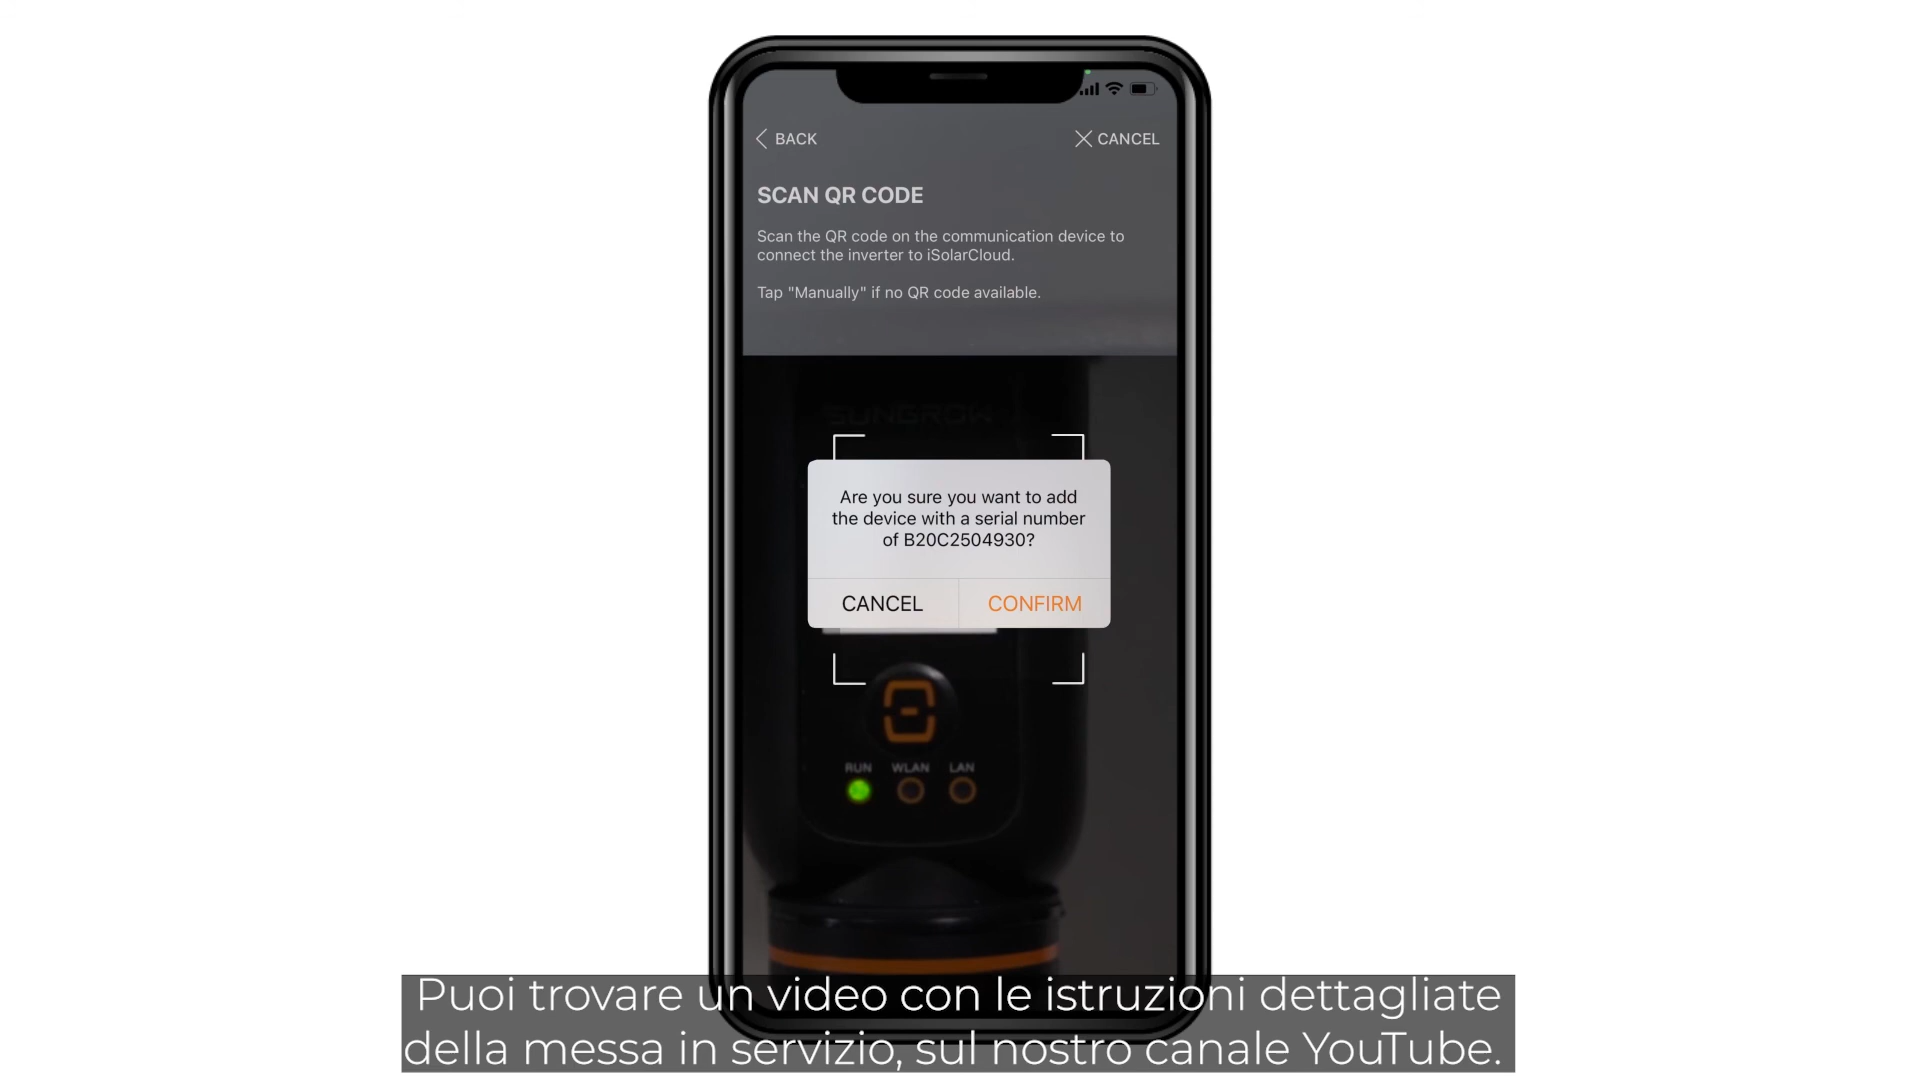 BACK
CANCEL
SCAN QR CODE
Scan the QR code on the communication device to
connect the inverter to iSolarCloud.
Tap "Manually" if no QR code available.
SUNGROW
Are you sure you want to add
the device with a serial number
of B20C2504930?
CANCEL
CONFIRM
RUN WLAN LAN
Puoi trovare un video con le istruzioni dettagliate
della messa in servizio, sul nostro canale YouTube.